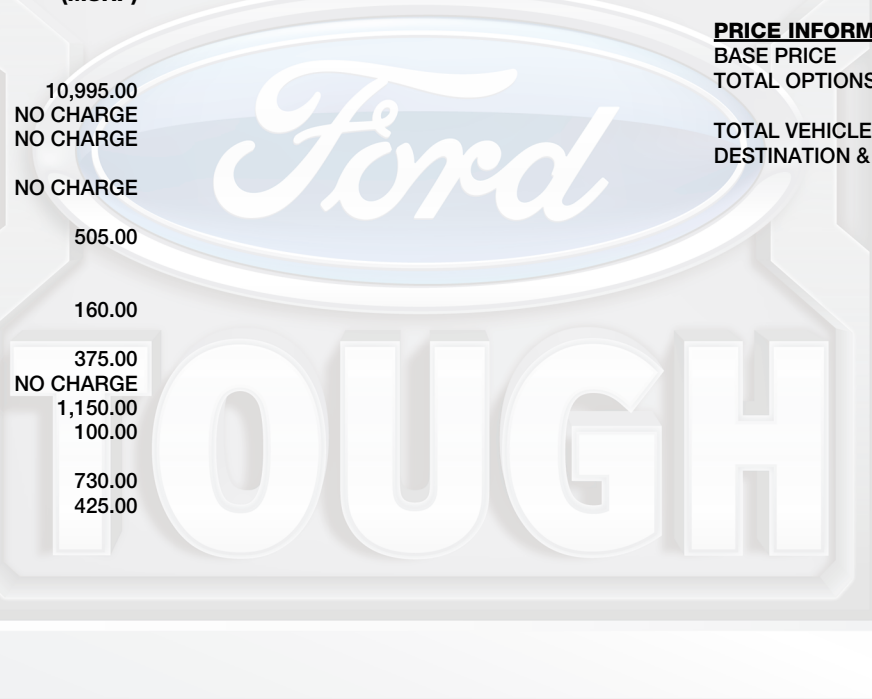 (MSRP)
10,995.00
NO CHARGE
NO CHARGE
NO CHARGE
505.00
160.00
375.00
NO CHARGE
1,150.00
100.00
730.00
425.00
PRICE INFORM
BASE PRICE
TOTAL OPTIONS
TOTAL VEHICLE
DESTINATION &
Ford
TOUGH